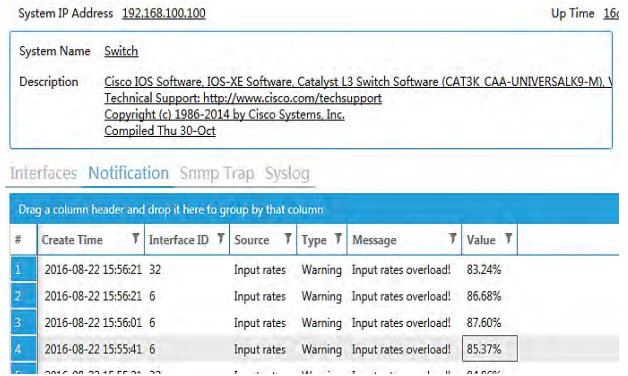 System IP Address 192.168.100.100 Up Time
System Name Switch
Description Cisco IOS Software, IOS-XE Software, Catalyst L3 Switch Software (CAT3K_CAA-UNIVERSALK9-M),
Technical Support: http://www.cisco.com/techsupport
Copyright (c) 1986-2014 by Cisco Systems, Inc.
Compiled Thu 30-Oct
Interfaces Notification Snmp Trap Syslog
Drag a column header and drop it here to group by that column
# Create Time Interface ID Source Type Message Value
1 2016-08-22 15:56:21 32 Input rates Warning Input rates overload! 83.24%
2 2016-08-22 15:56:21 6 Input rates Warning Input rates overload! 86.68%
3 2016-08-22 15:56:01 6 Input rates Warning Input rates overload! 87.60%
4 2016-08-22 15:55:41 6 Input rates Warning Input rates overload! 85.37%